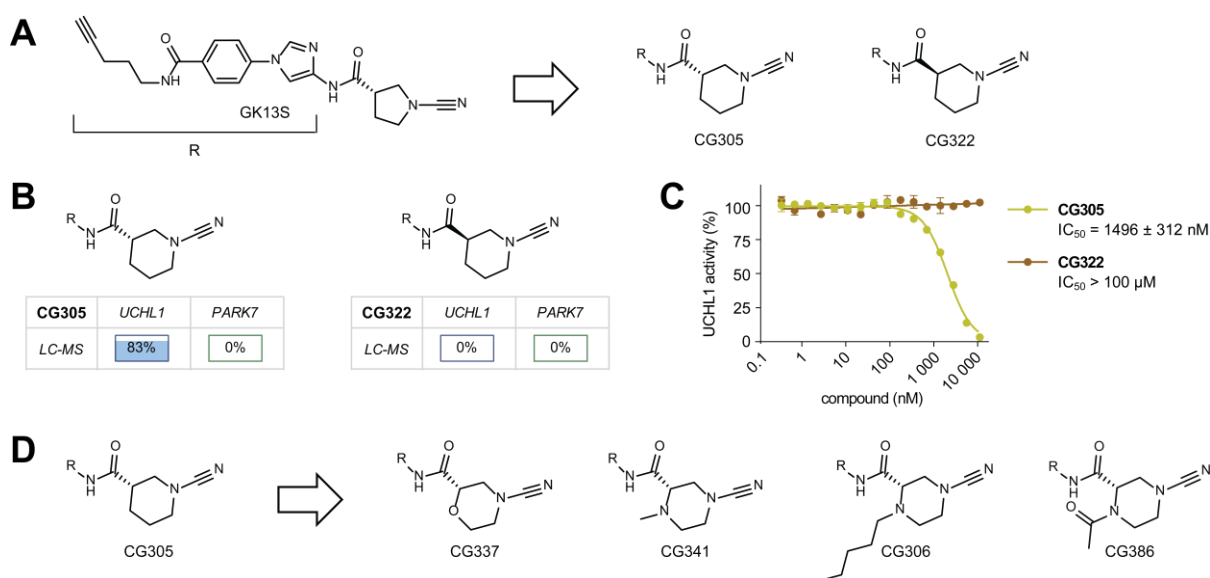 A
O
N
N
O
N
H
N
H
N
N
GK13S
R
O
R
N
H
N
N
CG305
O
R
N
H
N
N
CG322
B
O
R
N
H
N
N
CG305 UCHL1 PARK7
LC-MS 83% 0%
O
R
N
H
N
N
CG322 UCHL1 PARK7
LC-MS 0% 0%
C
UCHL1 activity (%)
100
75
50
25
0
0.1 1 10 100 1 000 10 000
compound (nM)
CG305
IC₅₀ = 1496 ± 312 nM
CG322
IC₅₀ > 100 µM
D
O
R
N
H
N
N
CG305
O
R
N
H
N
N
O
CG337
O
R
N
H
N
N
N
CG341
O
R
N
H
N
N
N
CG306
O
R
N
H
N
N
N
O
CG386